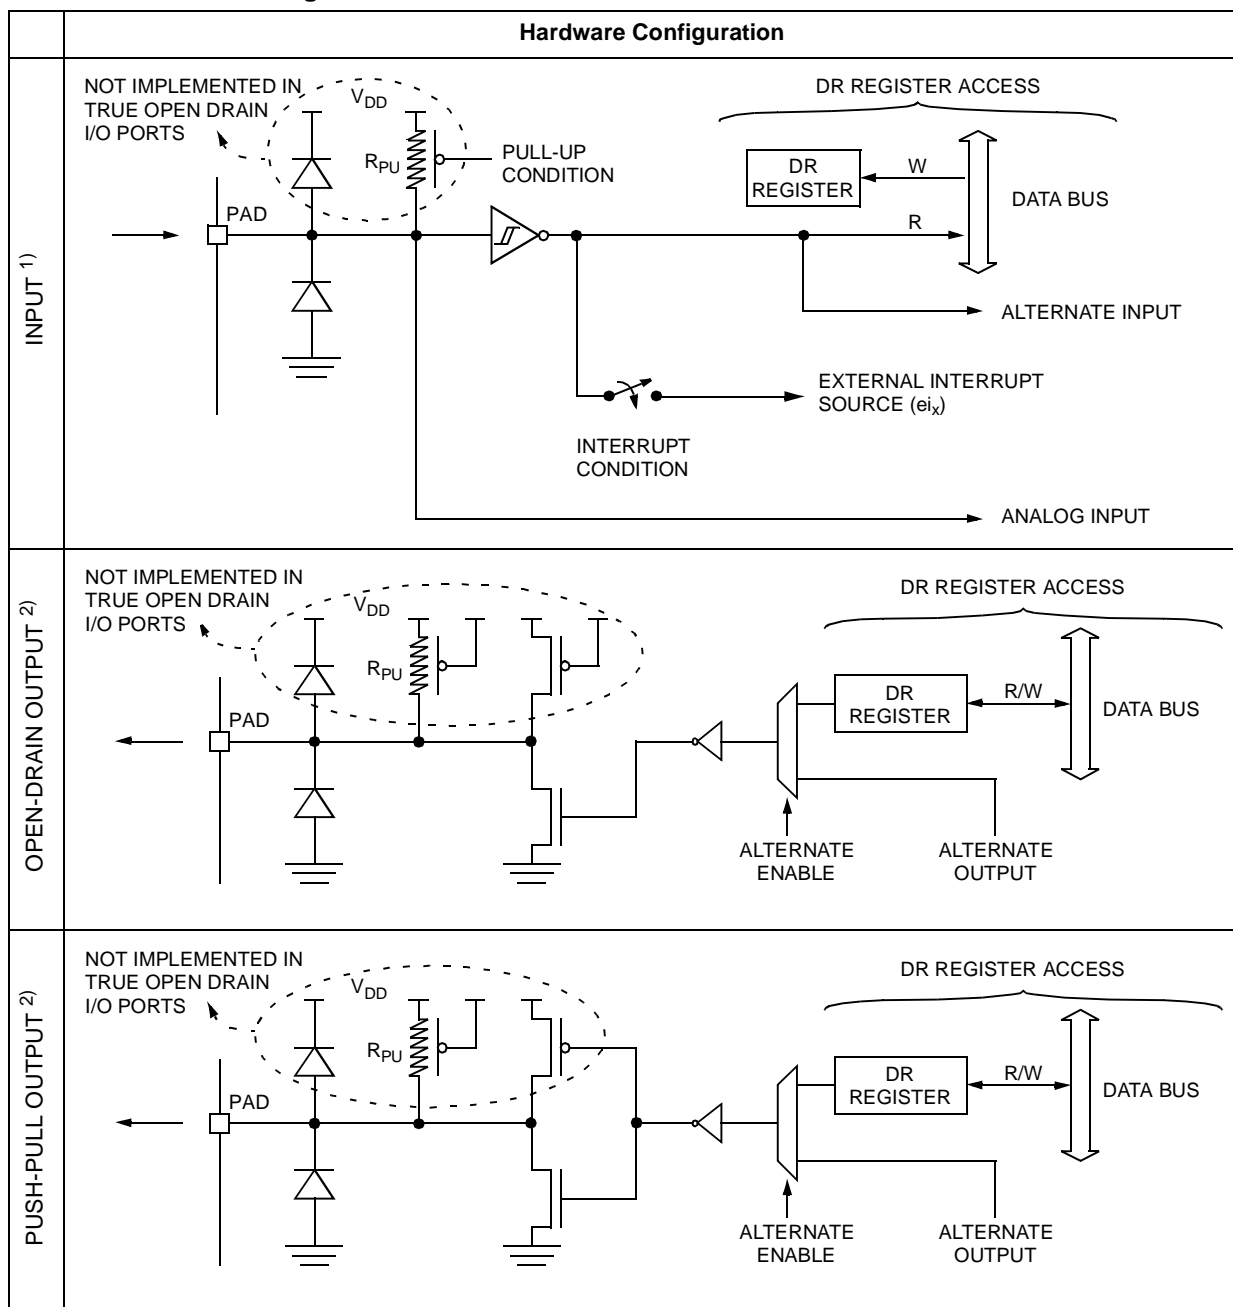 Hardware Configuration
INPUT 1)
NOT IMPLEMENTED IN
TRUE OPEN DRAIN
I/O PORTS
VDD
RPU
PULL-UP
CONDITION
PAD
DR REGISTER ACCESS
DR
REGISTER
W
R
DATA BUS
ALTERNATE INPUT
EXTERNAL INTERRUPT
SOURCE (eix)
INTERRUPT
CONDITION
ANALOG INPUT
OPEN-DRAIN OUTPUT 2)
NOT IMPLEMENTED IN
TRUE OPEN DRAIN
I/O PORTS
VDD
RPU
PAD
DR REGISTER ACCESS
DR
REGISTER
R/W
DATA BUS
ALTERNATE
ENABLE
ALTERNATE
OUTPUT
PUSH-PULL OUTPUT 2)
NOT IMPLEMENTED IN
TRUE OPEN DRAIN
I/O PORTS
VDD
RPU
PAD
DR REGISTER ACCESS
DR
REGISTER
R/W
DATA BUS
ALTERNATE
ENABLE
ALTERNATE
OUTPUT